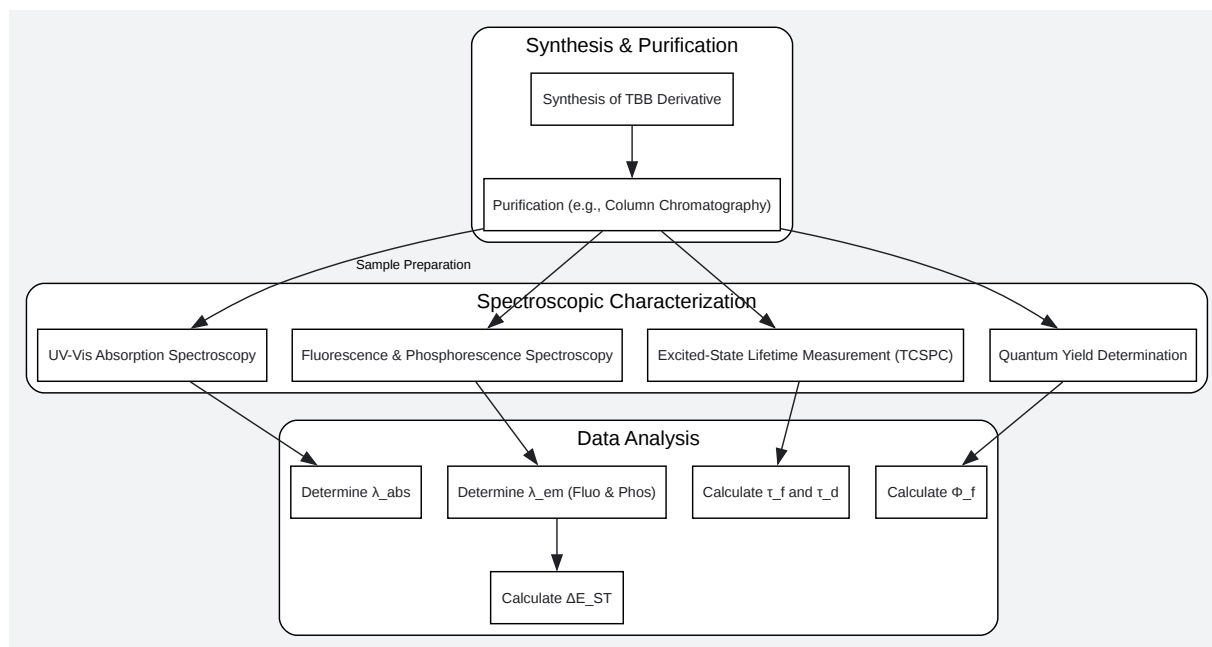 Synthesis & Purification
Synthesis of TBB Derivative
Purification (e.g., Column Chromatography)
Sample Preparation
Spectroscopic Characterization
UV-Vis Absorption Spectroscopy
Fluorescence & Phosphorescence Spectroscopy
Excited-State Lifetime Measurement (TCSPC)
Quantum Yield Determination
Data Analysis
Determine λ_abs
Determine λ_em (Fluo & Phos)
Calculate τ_f and τ_d
Calculate Φ_f
Calculate ΔE_ST